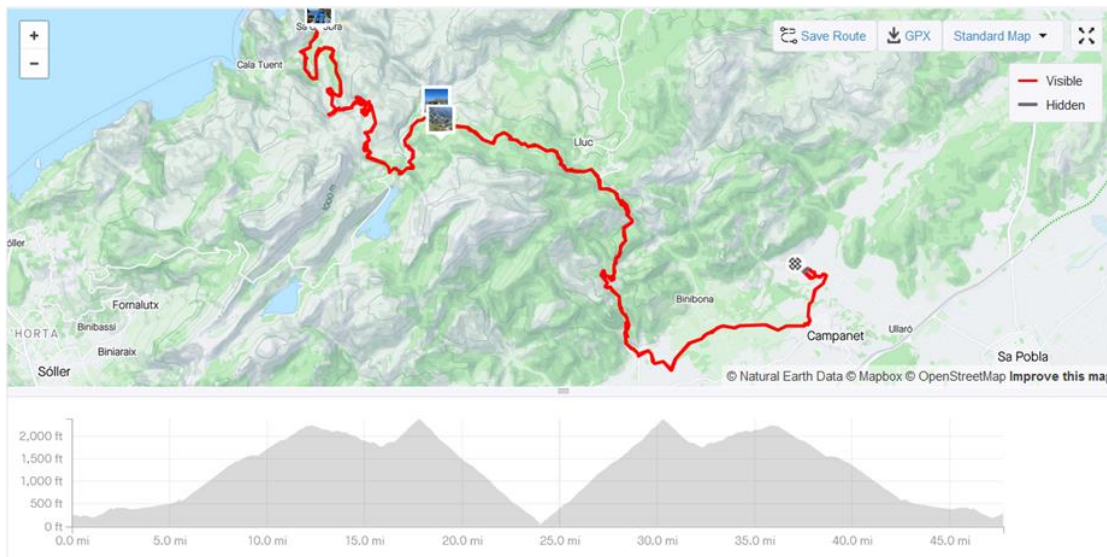 +
Sa Calobra
Save Route
GPX
Standard Map
−
Cala Tuent
Visible
Hidden
Lluc
1000 m
Fornalutx
Binibona
HORTA
Binibassi
Campanet
Ullaró
Biniaraix
Sa Pobla
Sóller
© Natural Earth Data © Mapbox © OpenStreetMap Improve this map
2,000 ft
1,500 ft
1,000 ft
500 ft
0 ft
0.0 mi 5.0 mi 10.0 mi 15.0 mi 20.0 mi 25.0 mi 30.0 mi 35.0 mi 40.0 mi 45.0 mi